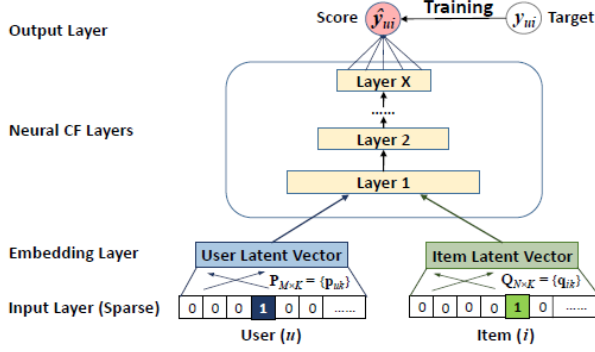 Output Layer
Score ŷui Training yui Target
Layer X
......
Neural CF Layers
Layer 2
Layer 1
Embedding Layer
User Latent Vector
Item Latent Vector
PM×K = {puk}
QN×K = {qik}
Input Layer (Sparse)
0 0 0 1 0 0 ......
0 0 0 0 1 0 ......
User (u)
Item (i)